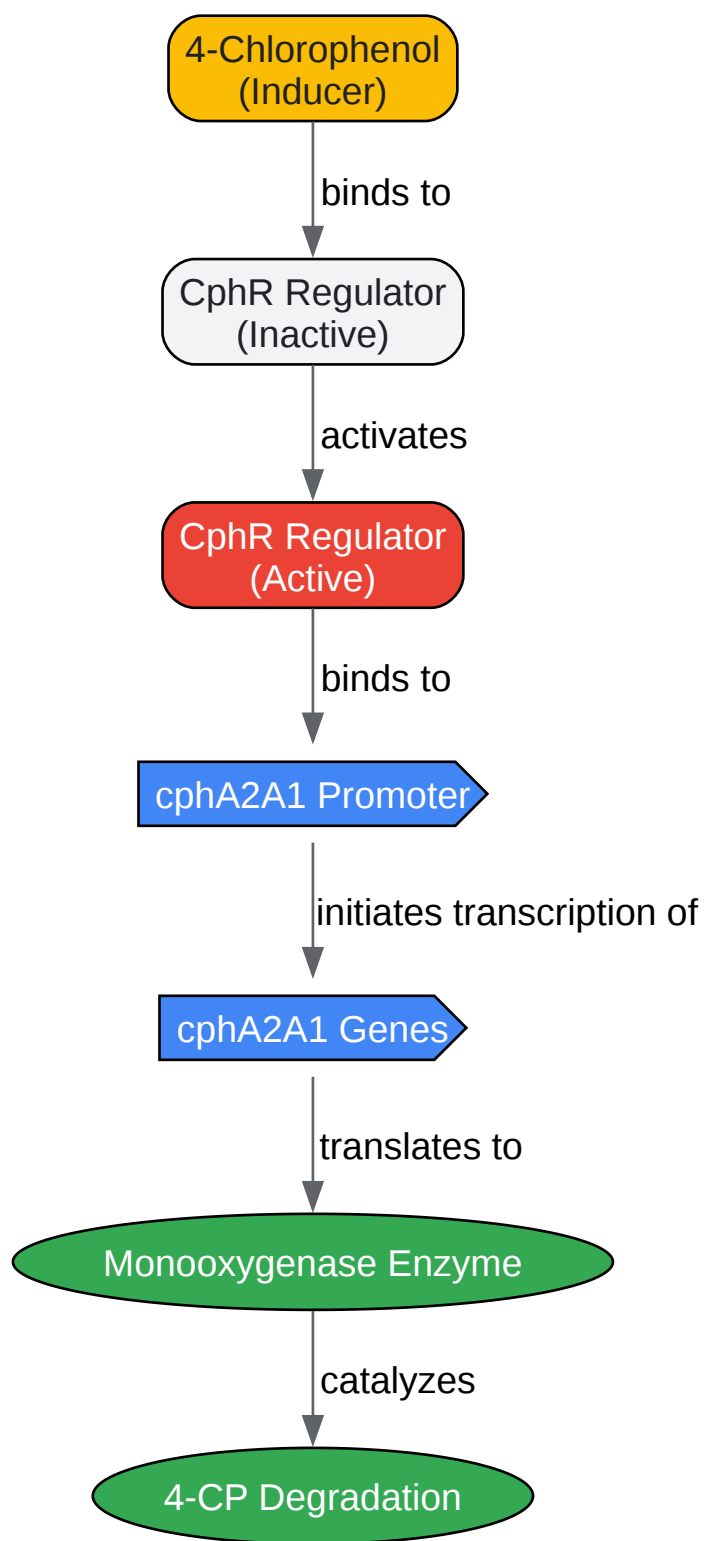 4-Chlorophenol
(Inducer)
binds to
CphR Regulator
(Inactive)
activates
CphR Regulator
(Active)
binds to
cphA2A1 Promoter
initiates transcription of
cphA2A1 Genes
translates to
Monooxygenase Enzyme
catalyzes
4-CP Degradation